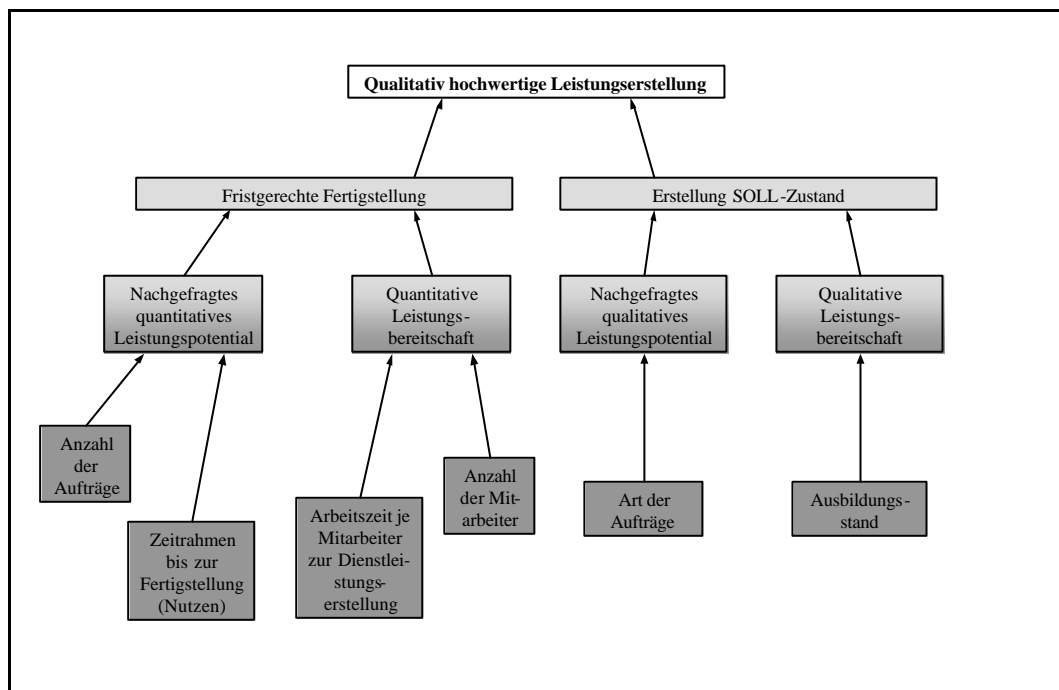 Qualitativ hochwertige Leistungserstellung
Fristgerechte Fertigstellung
Erstellung SOLL-Zustand
Nachgefragtes
quantitatives
Leistungspotential
Quantitative
Leistungs-
bereitschaft
Nachgefragtes
qualitatives
Leistungspotential
Qualitative
Leistungs-
bereitschaft
Anzahl
der
Aufträge
Zeitrahmen
bis zur
Fertigstellung
(Nutzen)
Arbeitszeit je
Mitarbeiter
zur Dienstlei-
stungs-
erstellung
Anzahl
der Mit-
arbeiter
Art der
Aufträge
Ausbildungs-
stand